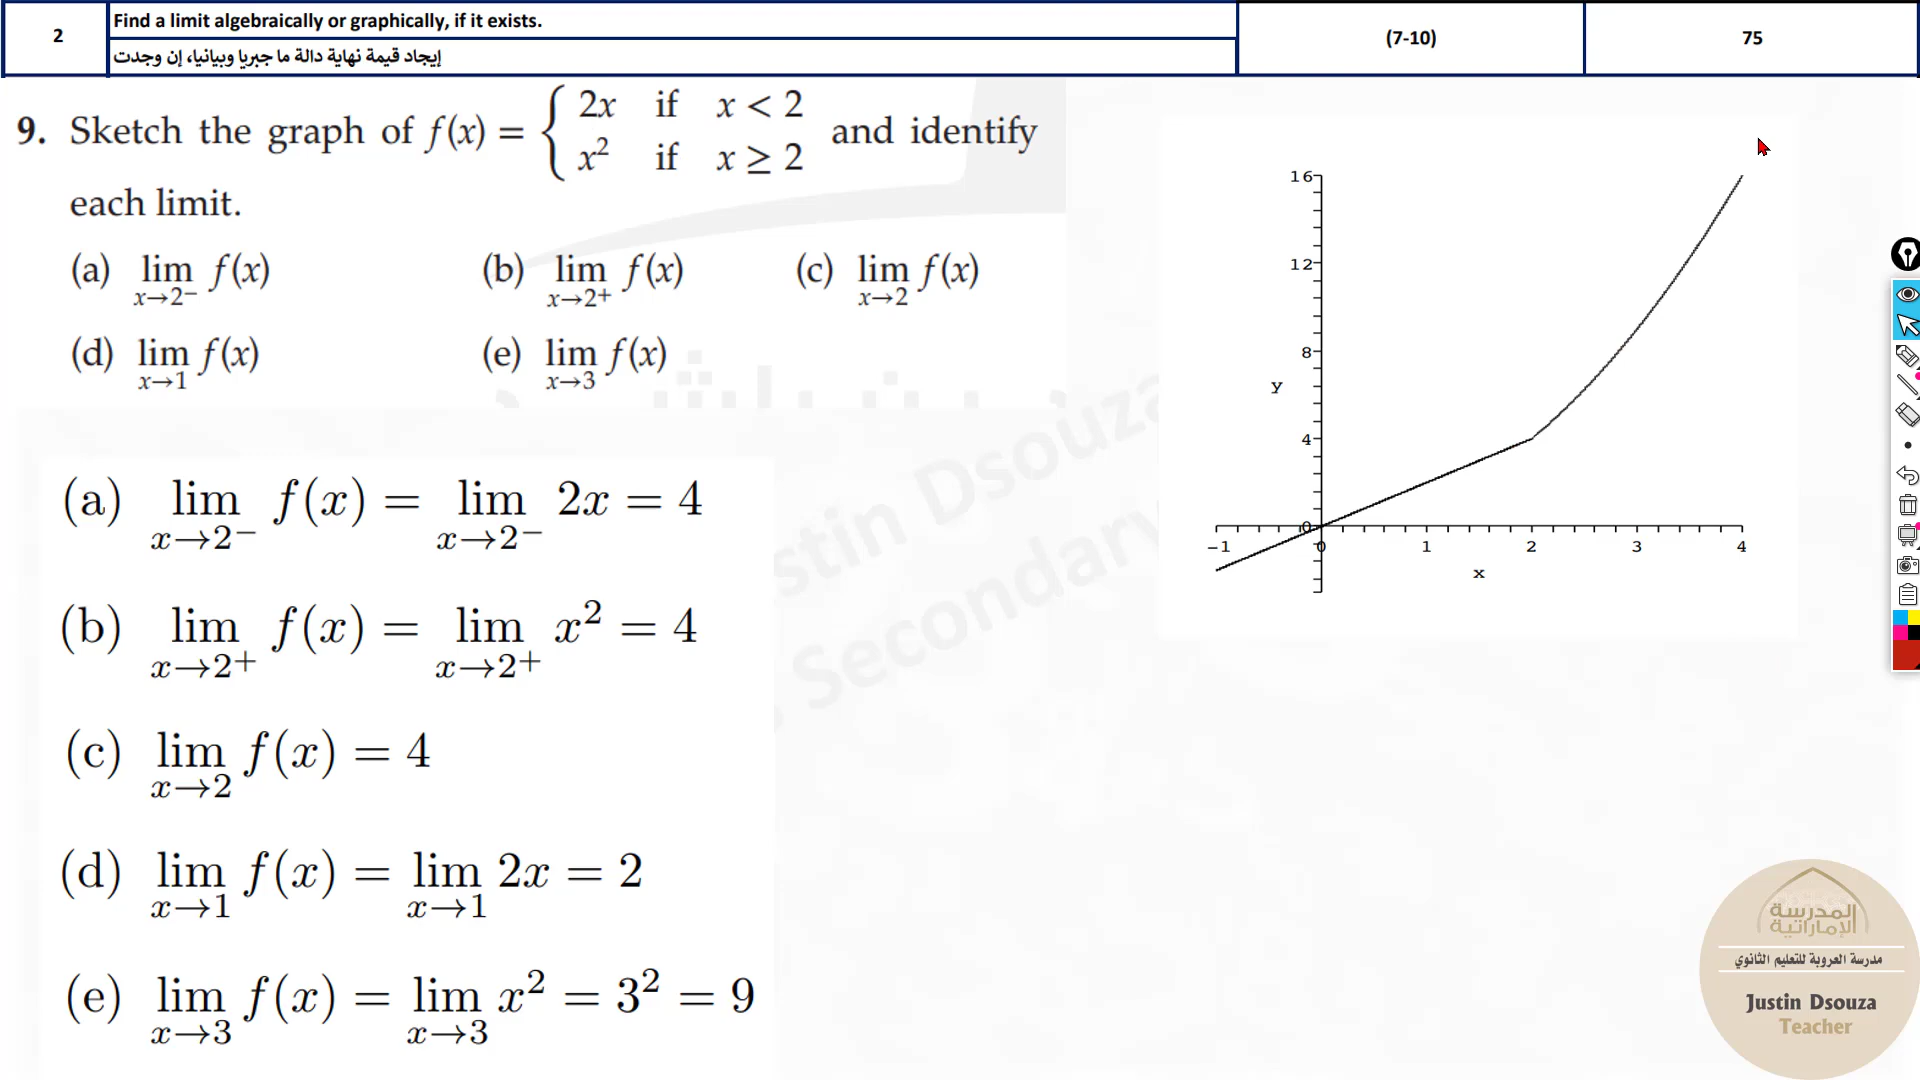 2
Find a limit algebraically or graphically, if it exists.
إيجاد قيمة نهاية دالة ما جبريا وبيانيا، إن وجدت
(7-10)
75
9. Sketch the graph of f(x) = { 2x if x < 2
x² if x ≥ 2 and identify
each limit.
(a) lim x→2⁻ f(x) (b) lim x→2⁺ f(x) (c) lim x→2 f(x)
(d) lim x→1 f(x) (e) lim x→3 f(x)
(a) lim x→2⁻ f(x) = lim x→2⁻ 2x = 4
(b) lim x→2⁺ f(x) = lim x→2⁺ x² = 4
(c) lim x→2 f(x) = 4
(d) lim x→1 f(x) = lim x→1 2x = 2
(e) lim x→3 f(x) = lim x→3 x² = 3² = 9
16
12
8
y
4
0
−1 0 1 2 3 4
x
stin Dsouza
Secondary
المدرسة
الإماراتية
مدرسة العروبة للتعليم الثانوي
Justin Dsouza
Teacher